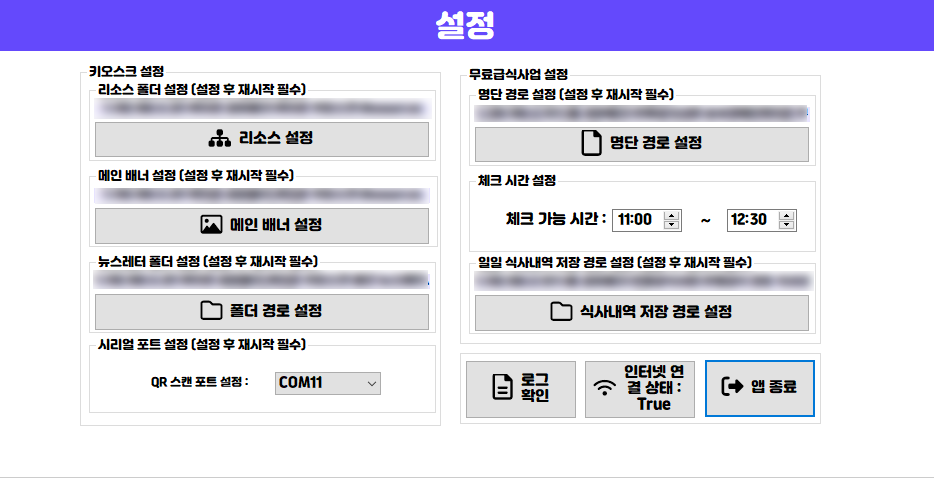 설정
키오스크 설정
리소스 폴더 설정 (설정 후 재시작 필수)
리소스 설정
메인 배너 설정 (설정 후 재시작 필수)
메인 배너 설정
뉴스레터 폴더 설정 (설정 후 재시작 필수)
폴더 경로 설정
시리얼 포트 설정 (설정 후 재시작 필수)
QR 스캔 포트 설정 :
COM11
무료급식사업 설정
명단 경로 설정 (설정 후 재시작 필수)
명단 경로 설정
체크 시간 설정
체크 가능 시간 : 11:00 ~ 12:30
일일 식사내역 저장 경로 설정 (설정 후 재시작 필수)
식사내역 저장 경로 설정
로그
확인
인터넷 연
결 상태 :
True
앱 종료